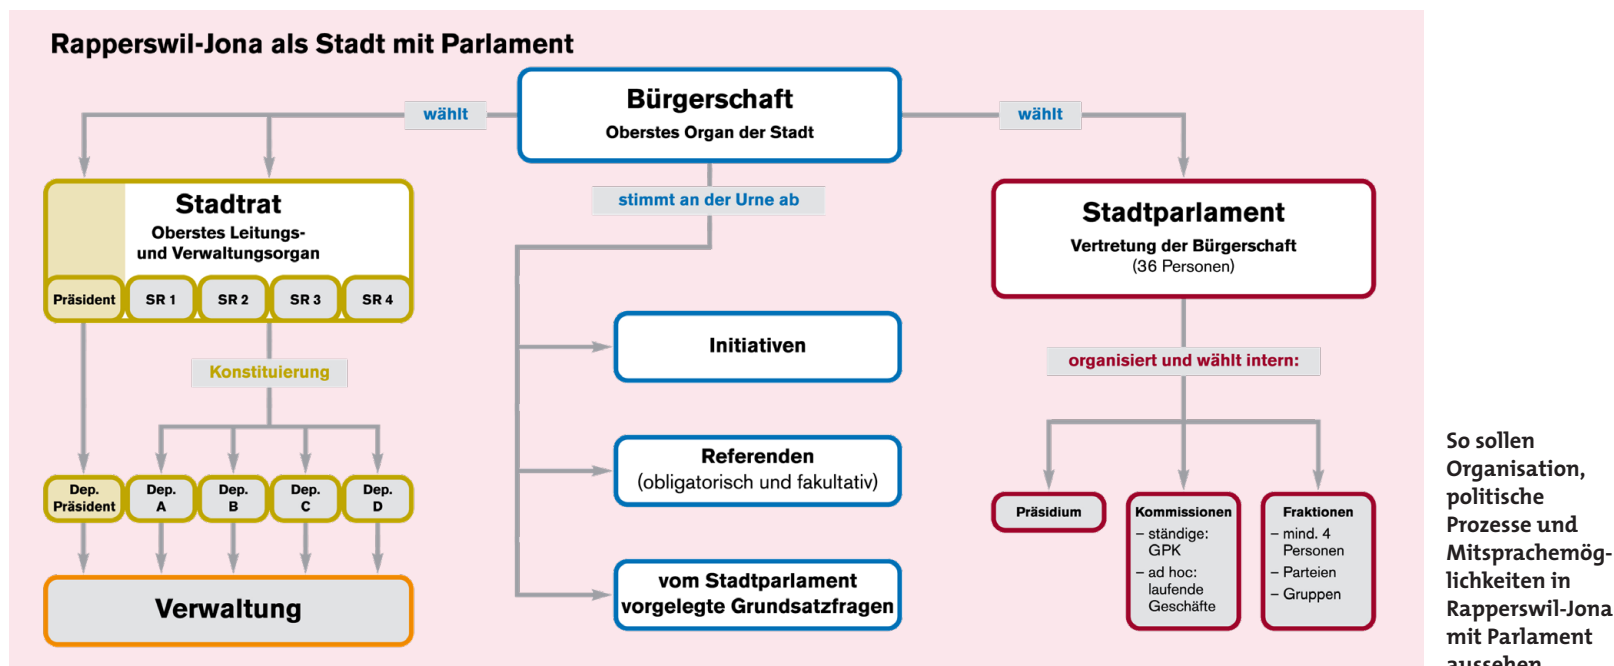 Rapperswil-Jona als Stadt mit Parlament
Bürgerschaft
Oberstes Organ der Stadt
wählt
wählt
stimmt an der Urne ab
Stadtrat
Oberstes Leitungs-
und Verwaltungsorgan
Präsident
SR 1
SR 2
SR 3
SR 4
Konstituierung
Dep.
Präsident
Dep.
A
Dep.
B
Dep.
C
Dep.
D
Verwaltung
Initiativen
Referenden
(obligatorisch und fakultativ)
vom Stadtparlament
vorgelegte Grundsatzfragen
Stadtparlament
Vertretung der Bürgerschaft
(36 Personen)
organisiert und wählt intern:
Präsidium
Kommissionen
– ständige:
GPK
– ad hoc:
laufende
Geschäfte
Fraktionen
– mind. 4
Personen
– Parteien
– Gruppen
So sollen
Organisation,
politische
Prozesse und
Mitsprachemög-
lichkeiten in
Rapperswil-Jona
mit Parlament
aussehen